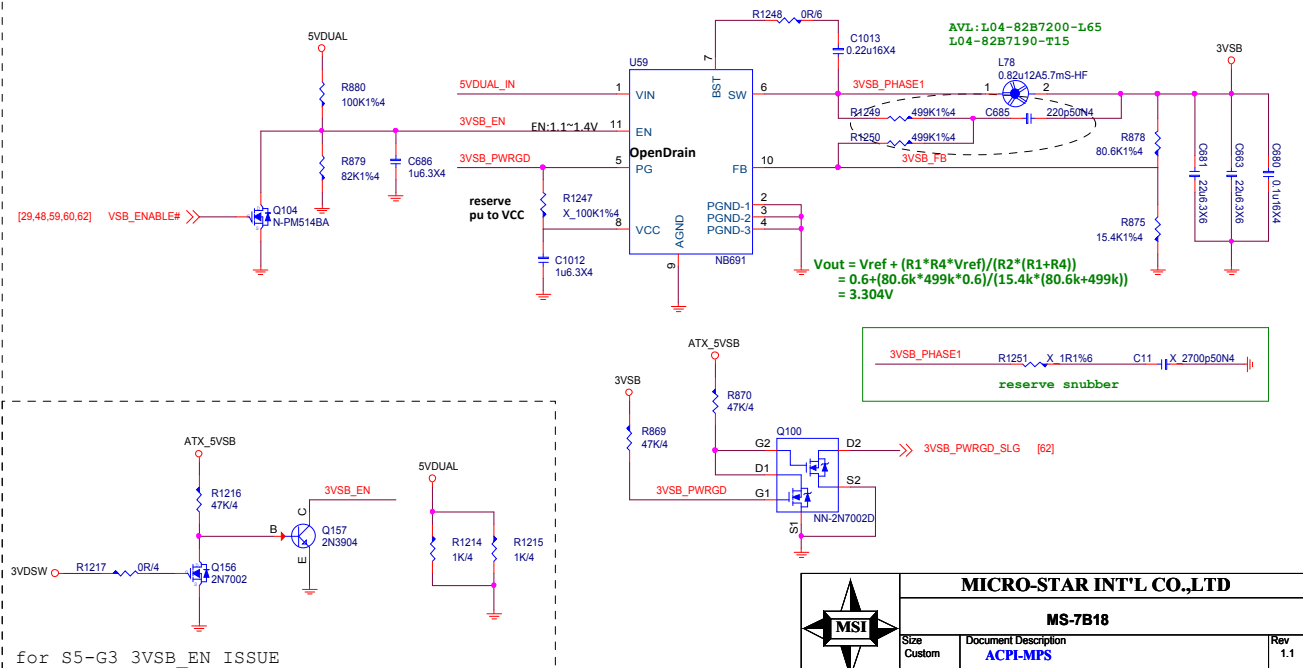 R1248 0R/6
C1013
0.22u16X4
AVL:L04-82B7200-L65
L04-82B7190-T15
5VDUAL
3VSB
R880
100K1%4
U59
7
BST
L78
0.82u12A5.7mS-HF
5VDUAL_IN 1 VIN
SW 6 3VSB_PHASE1 1 2
3VSB_EN EN:1.1~1.4V 11 EN
R1249 499K1%4
C685 220p50N4
R1250 499K1%4
OpenDrain
R878
80.6K1%4
R879
82K1%4
C686
1u6.3X4
3VSB_PWRGD 5 PG
FB 10 3VSB_FB
C681 22u6.3X6
C663 22u6.3X6
C680 0.1u16X4
reserve
pu to VCC
R1247
X_100K1%4
8 VCC
AGND
9
PGND-1 2
PGND-2 3
PGND-3 4
NB691
R875
15.4K1%4
[29,48,59,60,62] VSB_ENABLE#
Q104
N-PM514BA
C1012
1u6.3X4
Vout = Vref + (R1*R4*Vref)/(R2*(R1+R4))
= 0.6+(80.6k*499k*0.6)/(15.4k*(80.6k+499k))
= 3.304V
3VSB_PHASE1 R1251 X_1R1%6 C11 X_2700p50N4
reserve snubber
ATX_5VSB
3VSB
R870
47K/4
R869
47K/4
Q100
G2 D2 3VSB_PWRGD_SLG [62]
D1
S2
3VSB_PWRGD G1
NN-2N7002D
S1
ATX_5VSB
R1216
47K/4
3VSB_EN
5VDUAL
B
C
E
Q157
2N3904
R1214
1K/4
R1215
1K/4
3VDSW R1217 0R/4
Q156
2N7002
for S5-G3 3VSB_EN ISSUE
MSI
MICRO-STAR INT'L CO.,LTD
MS-7B18
Size
Custom
Document Description
ACPI-MPS
Rev
1.1